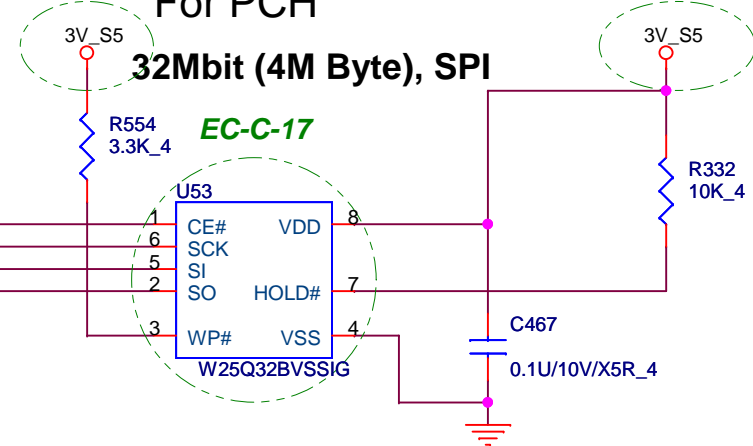 For PCH
3V_S5
3V_S5
32Mbit (4M Byte), SPI
R554
3.3K_4
EC-C-17
R332
10K_4
U53
1 CE# VDD 8
6 SCK
5 SI
2 SO HOLD# 7
3 WP# VSS 4
W25Q32BVSSIG
C467
0.1U/10V/X5R_4